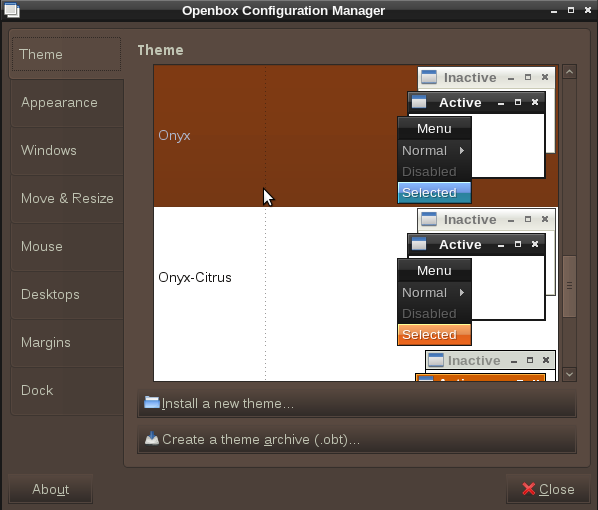 Openbox Configuration Manager
Theme
Appearance
Windows
Move & Resize
Mouse
Desktops
Margins
Dock
Theme
Onyx
Inactive
Active
Menu
Normal
Disabled
Selected
Onyx-Citrus
Inactive
Active
Menu
Normal
Disabled
Selected
Inactive
Install a new theme...
Create a theme archive (.obt)...
About
Close